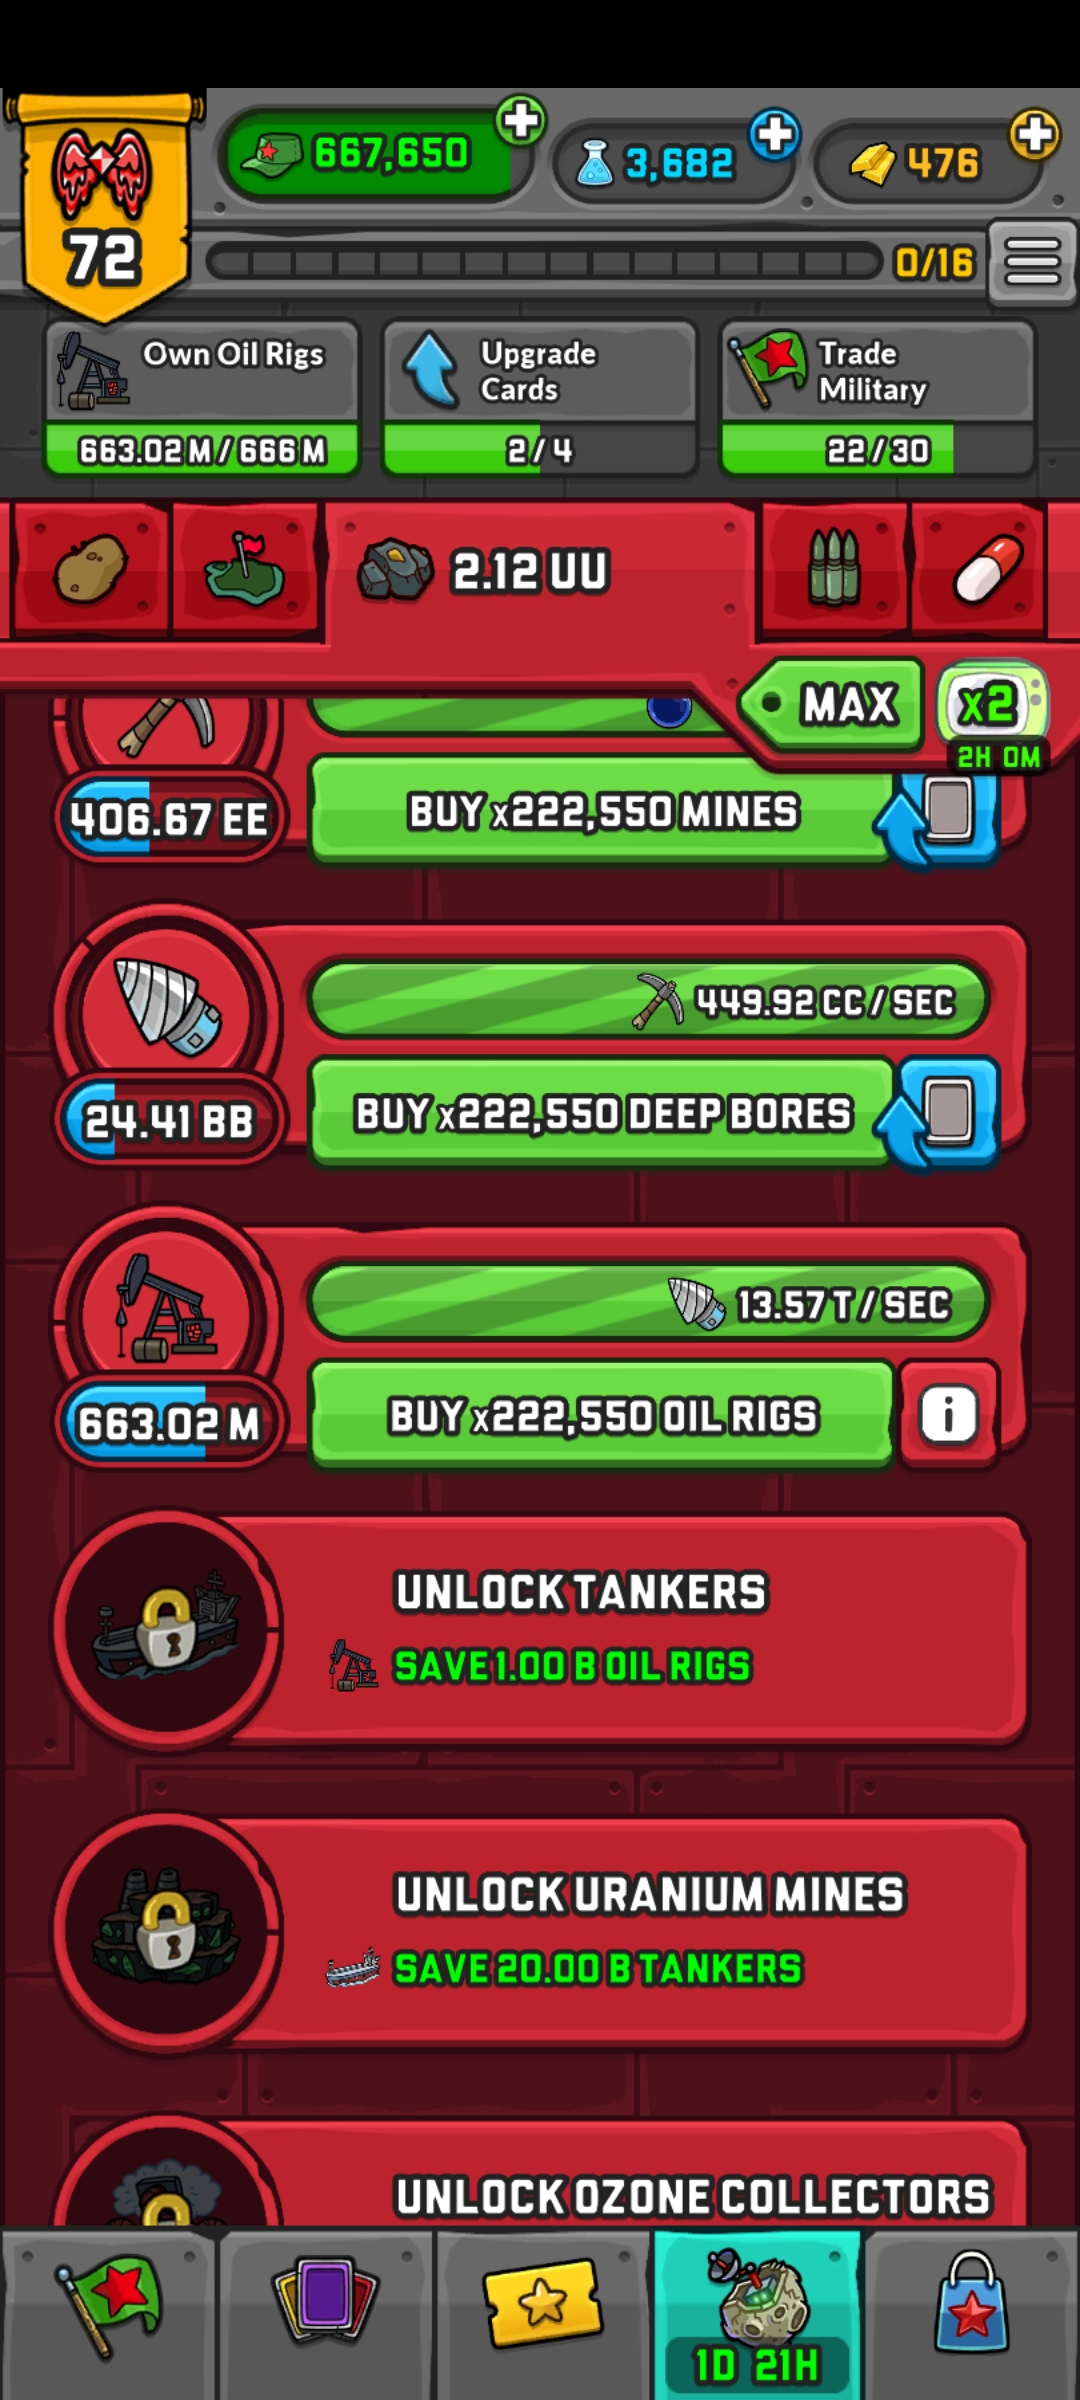 667,650
3,682
476
72
0/16
Own Oil Rigs
663.02 M / 666 M
Upgrade
Cards
2 / 4
Trade
Military
22 / 30
2.12 UU
MAX
x2
2H 0M
406.67 EE
BUY x222,550 MINES
449.92 CC / SEC
24.41 BB
BUY x222,550 DEEP BORES
13.57 T / SEC
663.02 M
BUY x222,550 OIL RIGS
i
UNLOCK TANKERS
SAVE 1.00 B OIL RIGS
UNLOCK URANIUM MINES
SAVE 20.00 B TANKERS
UNLOCK OZONE COLLECTORS
1D 21H